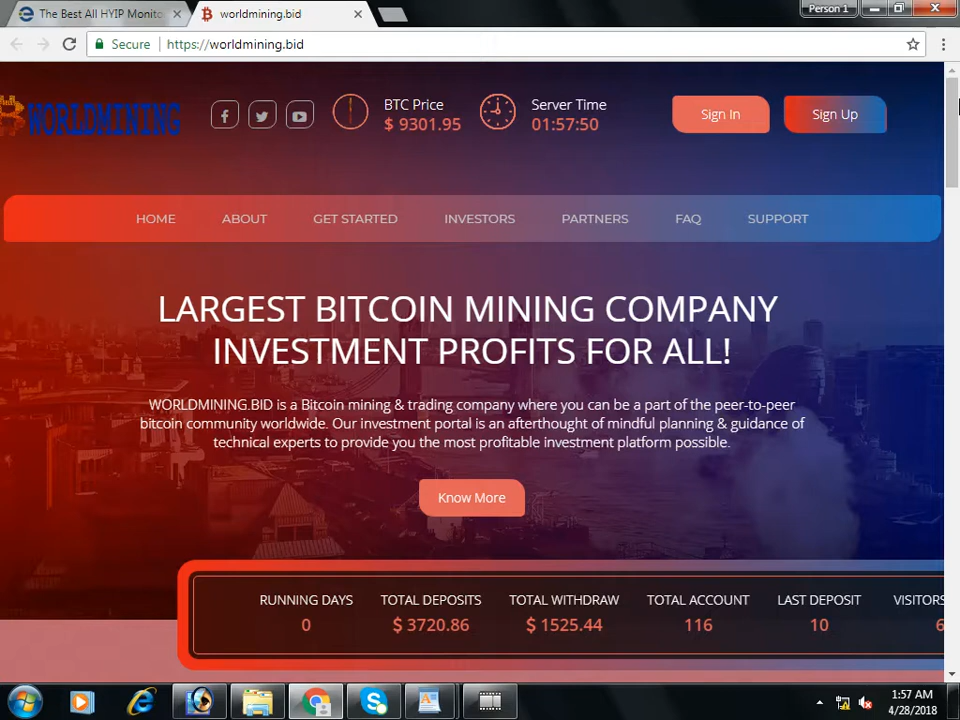 The Best All HYIP Monito
worldmining.bid
Person 1
Secure
https://worldmining.bid
WORLDMINING
BTC Price
$ 9301.95
Server Time
01:57:50
Sign In
Sign Up
HOME
ABOUT
GET STARTED
INVESTORS
PARTNERS
FAQ
SUPPORT
LARGEST BITCOIN MINING COMPANY
INVESTMENT PROFITS FOR ALL!
WORLDMINING.BID is a Bitcoin mining & trading company where you can be a part of the peer-to-peer
bitcoin community worldwide. Our investment portal is an afterthought of mindful planning & guidance of
technical experts to provide you the most profitable investment platform possible.
Know More
RUNNING DAYS
TOTAL DEPOSITS
TOTAL WITHDRAW
TOTAL ACCOUNT
LAST DEPOSIT
VISITORS
0
$ 3720.86
$ 1525.44
116
10
6
1:57 AM
4/28/2018